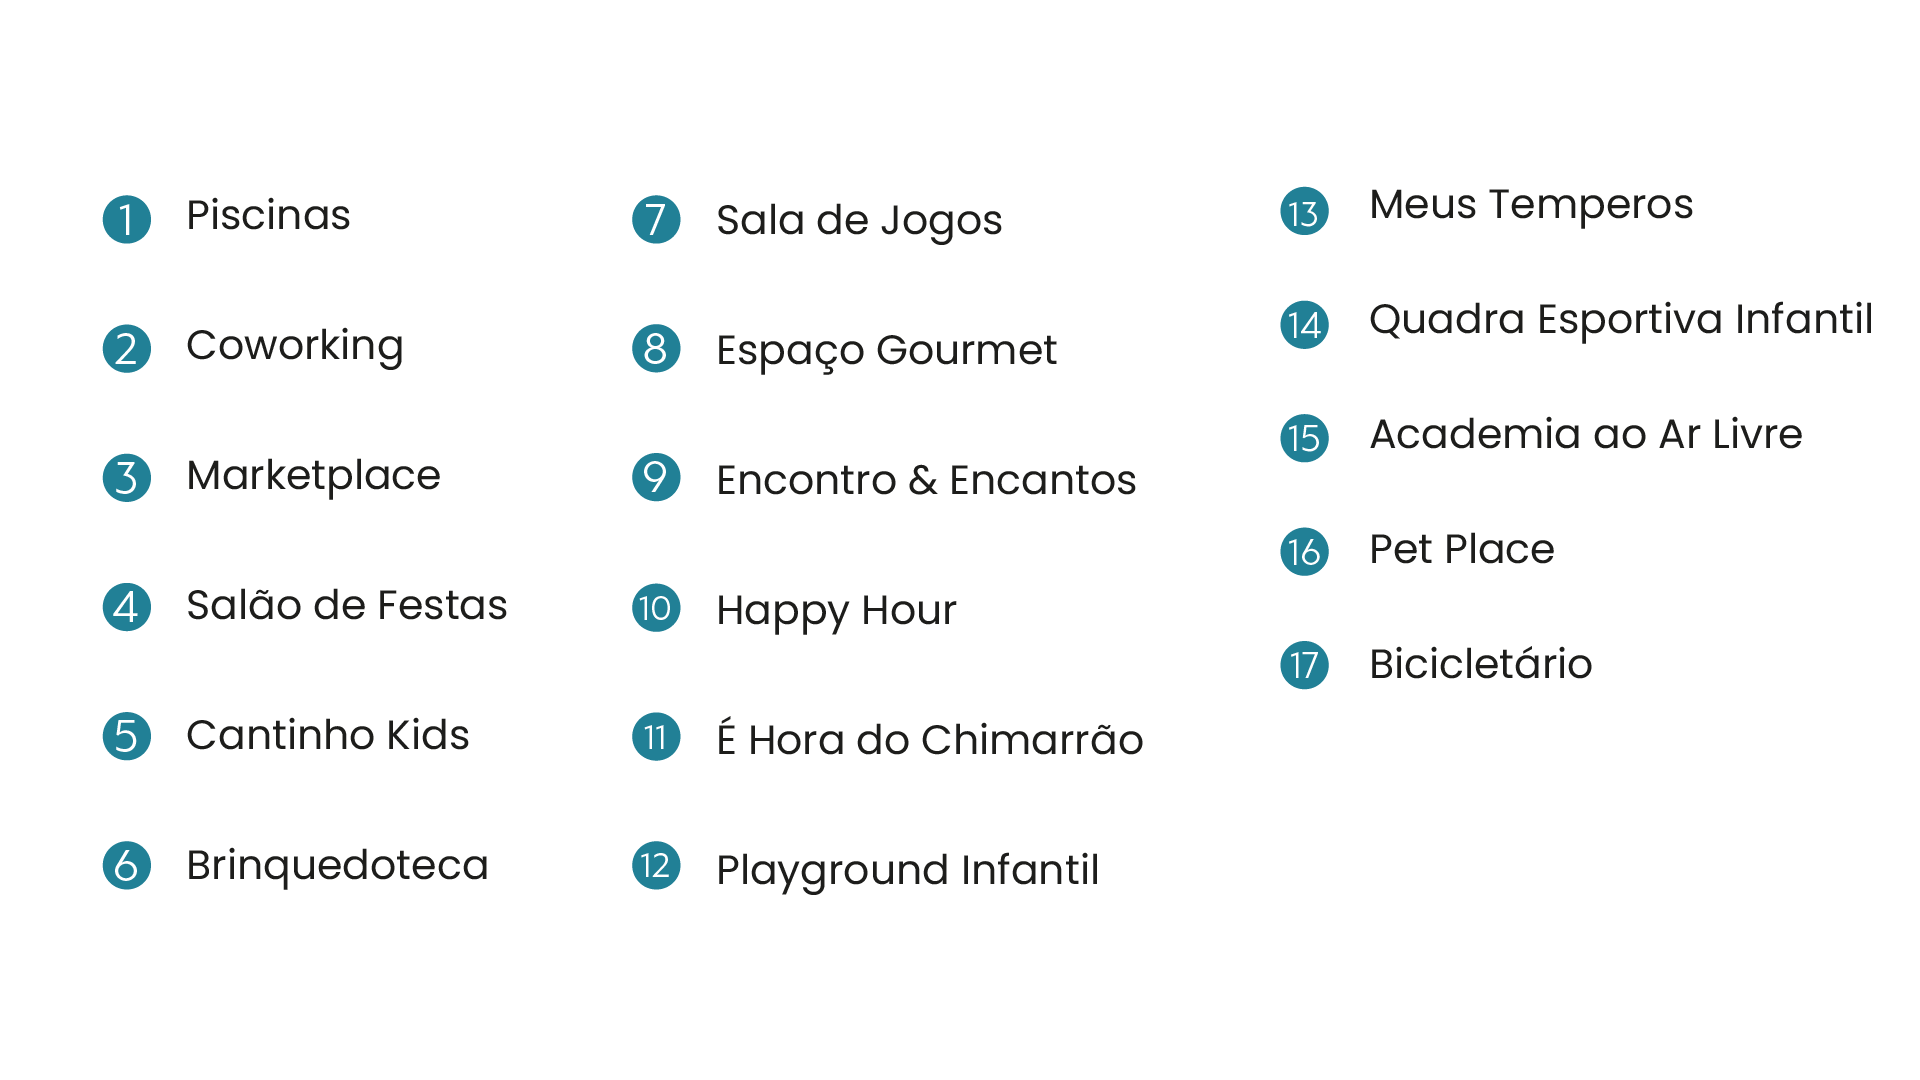 1 Piscinas
2 Coworking
3 Marketplace
4 Salão de Festas
5 Cantinho Kids
6 Brinquedoteca
7 Sala de Jogos
8 Espaço Gourmet
9 Encontro & Encantos
10 Happy Hour
11 É Hora do Chimarrão
12 Playground Infantil
13 Meus Temperos
14 Quadra Esportiva Infantil
15 Academia ao Ar Livre
16 Pet Place
17 Bicicletário